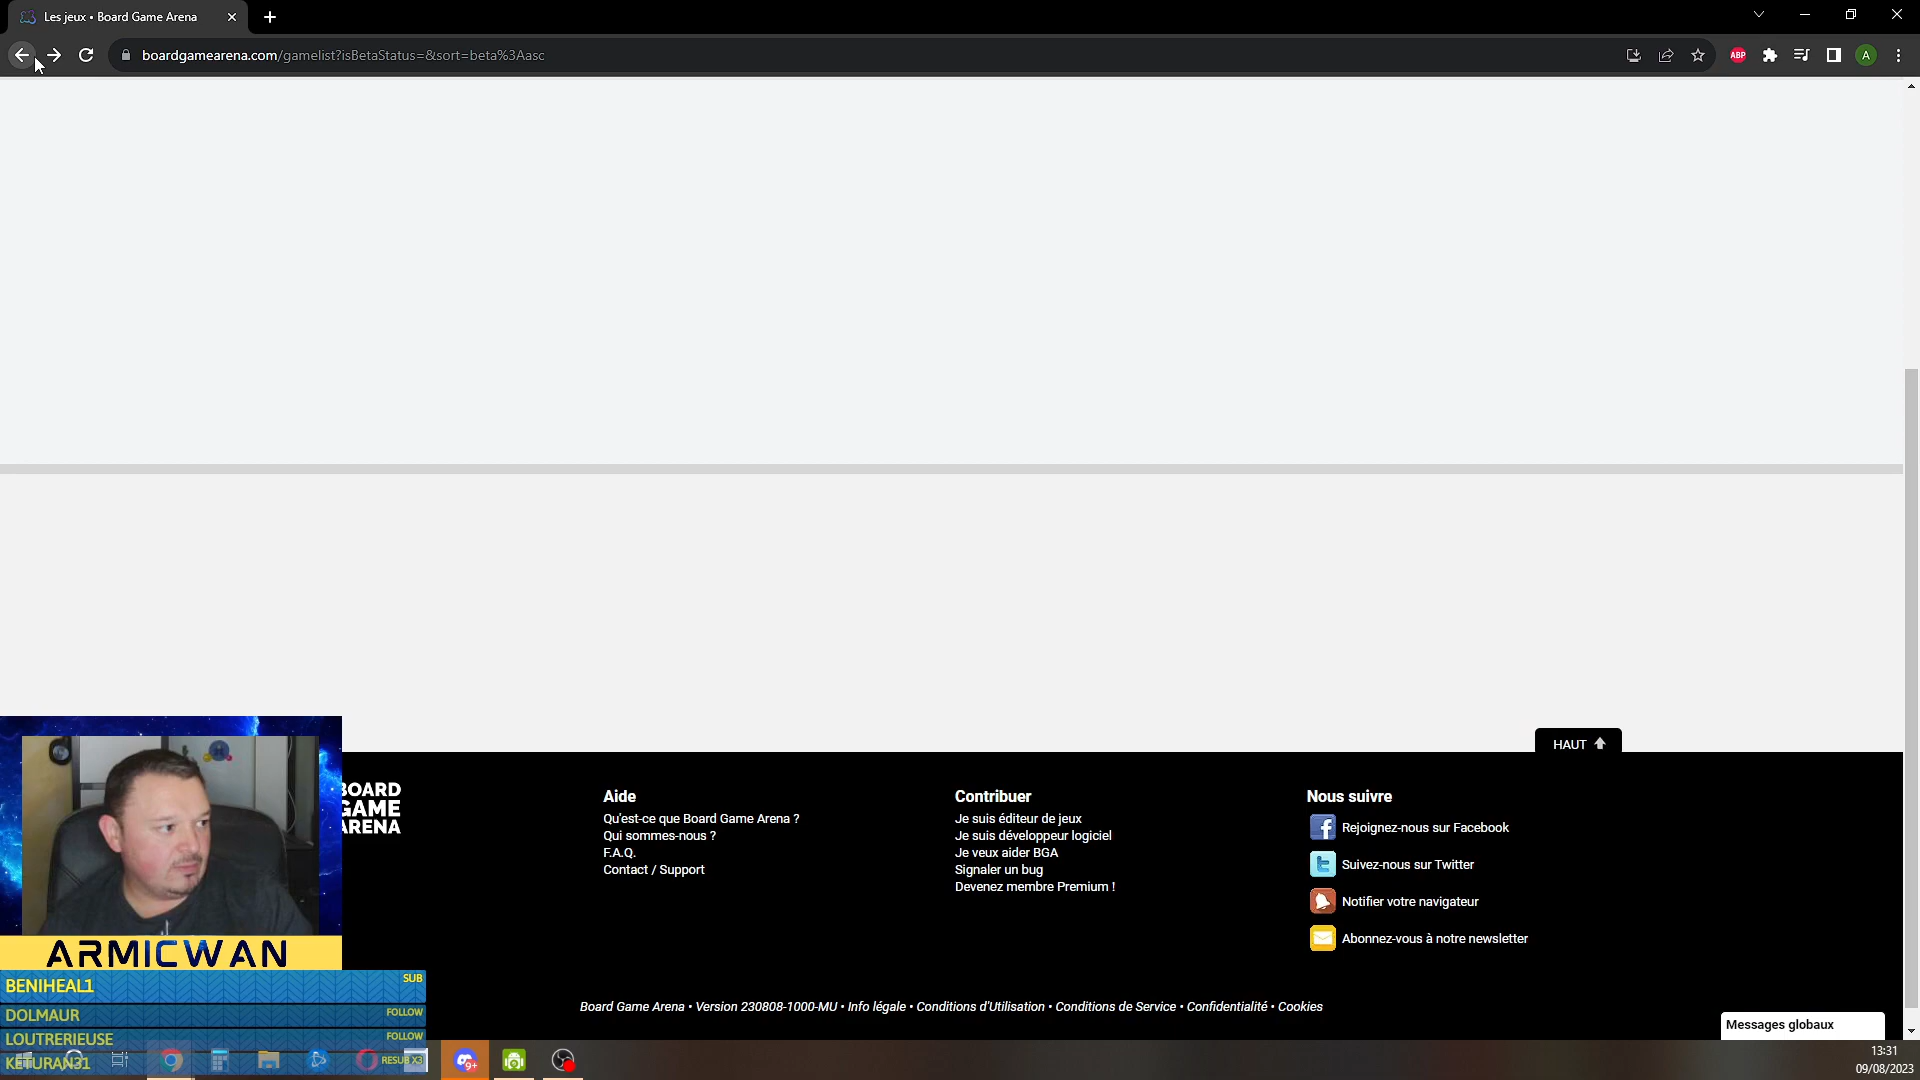 Les jeux • Board Game Arena
boardgamearena.com/gamelist?isBetaStatus=&sort=beta%3Aasc
ABP
A
HAUT
BOARD
GAME
ARENA
Aide
Qu'est-ce que Board Game Arena ?
Qui sommes-nous ?
F.A.Q.
Contact / Support
Contribuer
Je suis éditeur de jeux
Je suis développeur logiciel
Je veux aider BGA
Signaler un bug
Devenez membre Premium !
Nous suivre
Rejoignez-nous sur Facebook
Suivez-nous sur Twitter
Notifier votre navigateur
Abonnez-vous à notre newsletter
Board Game Arena • Version 230808-1000-MU • Info légale • Conditions d'Utilisation • Conditions de Service • Confidentialité • Cookies
Messages globaux
ARMICWAN
BENIHEAL1 SUB
DOLMAUR FOLLOW
LOUTRERIEUSE FOLLOW
KETURAN31 RESUB X3
9+
13:31
09/08/2023